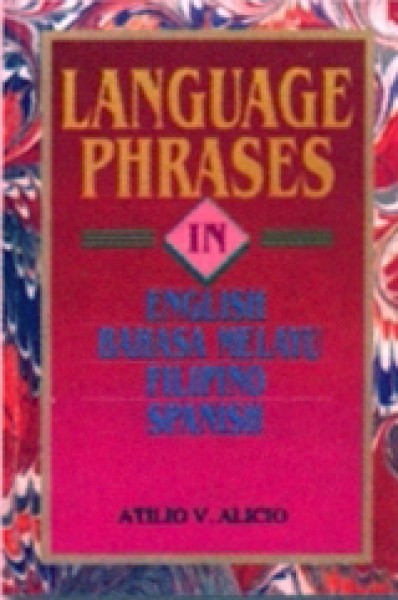 LANGUAGE
PHRASES
IN
ENGLISH
BAHASA MELAYU
FILIPINO
SPANISH
ATILIO V. ALICIO